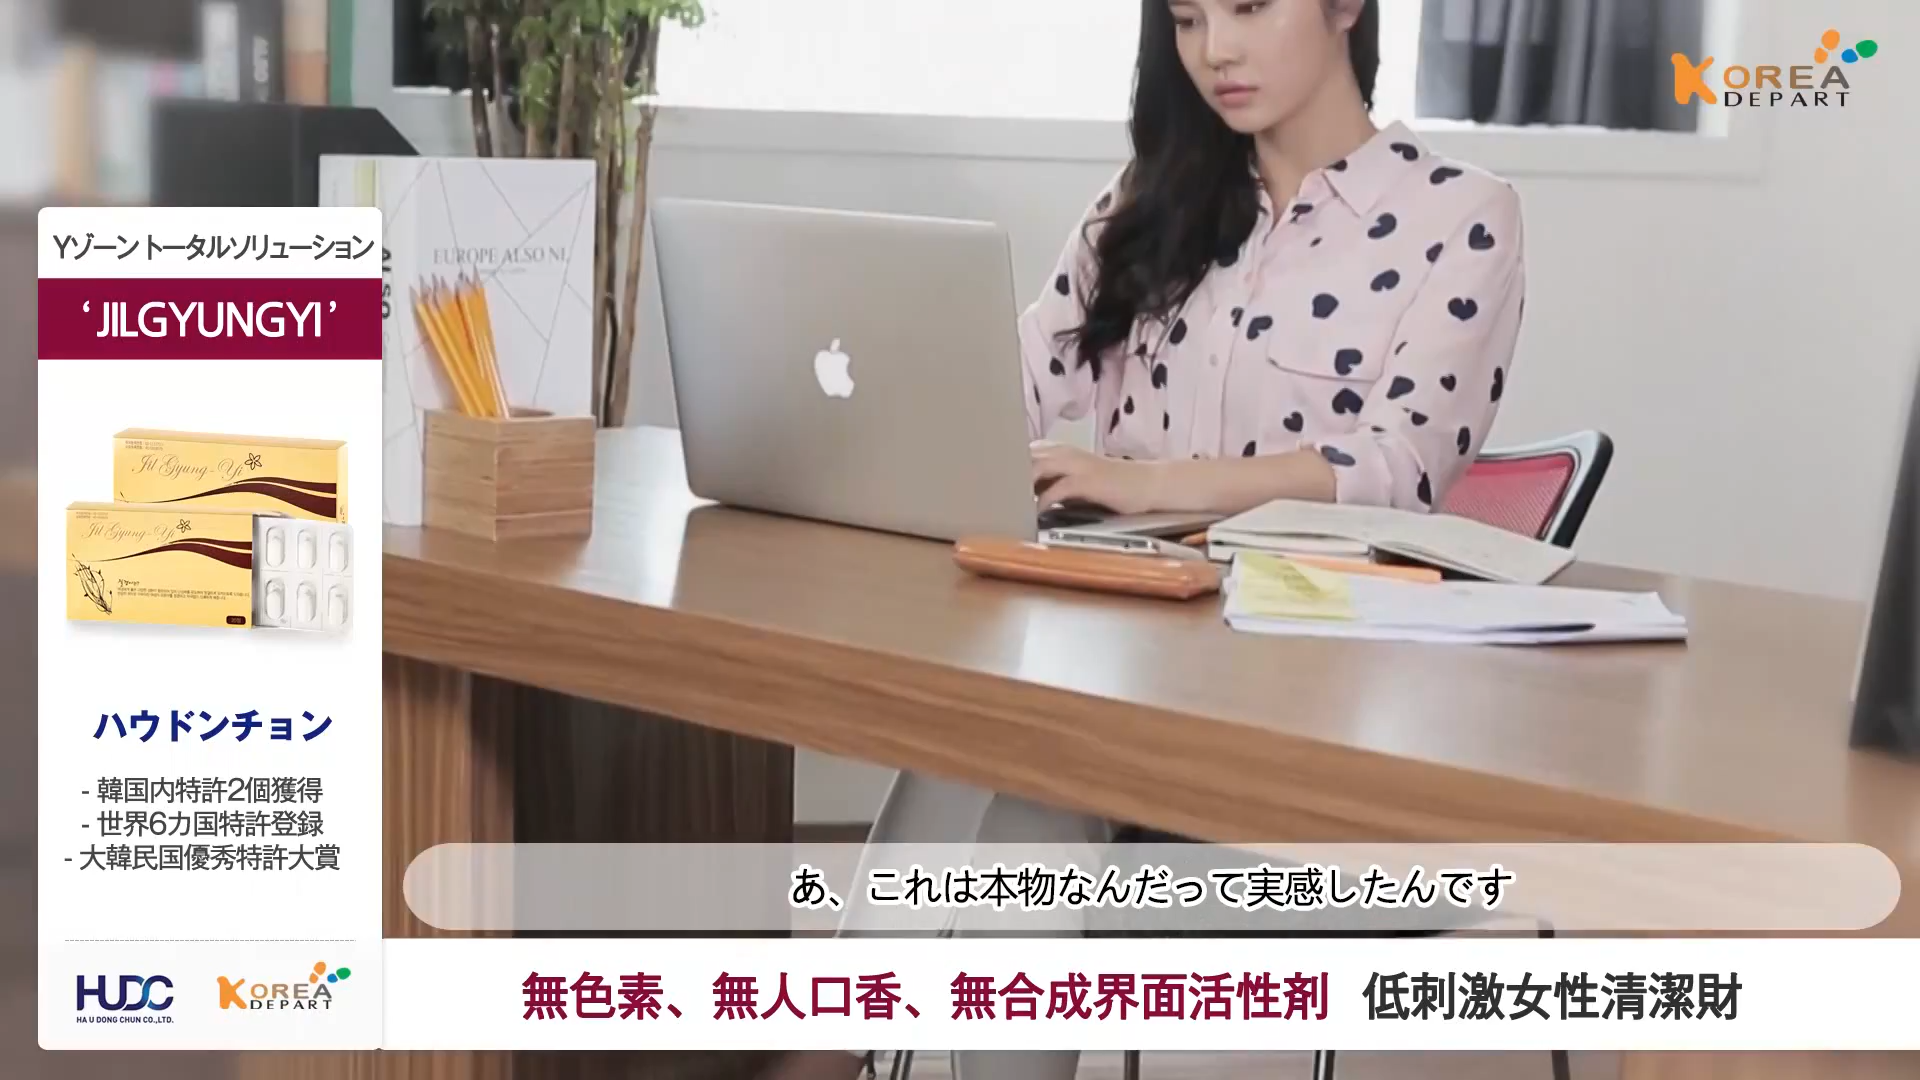 KOREA
DEPART
Yゾーン トータルソリューション
‘JILGYUNGYI’
EUROPE ALSO NI
Jil Gyung-Yi
Jil Gyung-Yi
ハウドンチョン
- 韓国内特許2個獲得
- 世界6カ国特許登録
- 大韓民国優秀特許大賞
HUDC
HA U DONG CHUN CO.,LTD.
KOREA
DEPART
あ、これは本物なんだって実感したんです
無色素、無人口香、無合成界面活性剤 低刺激女性清潔財